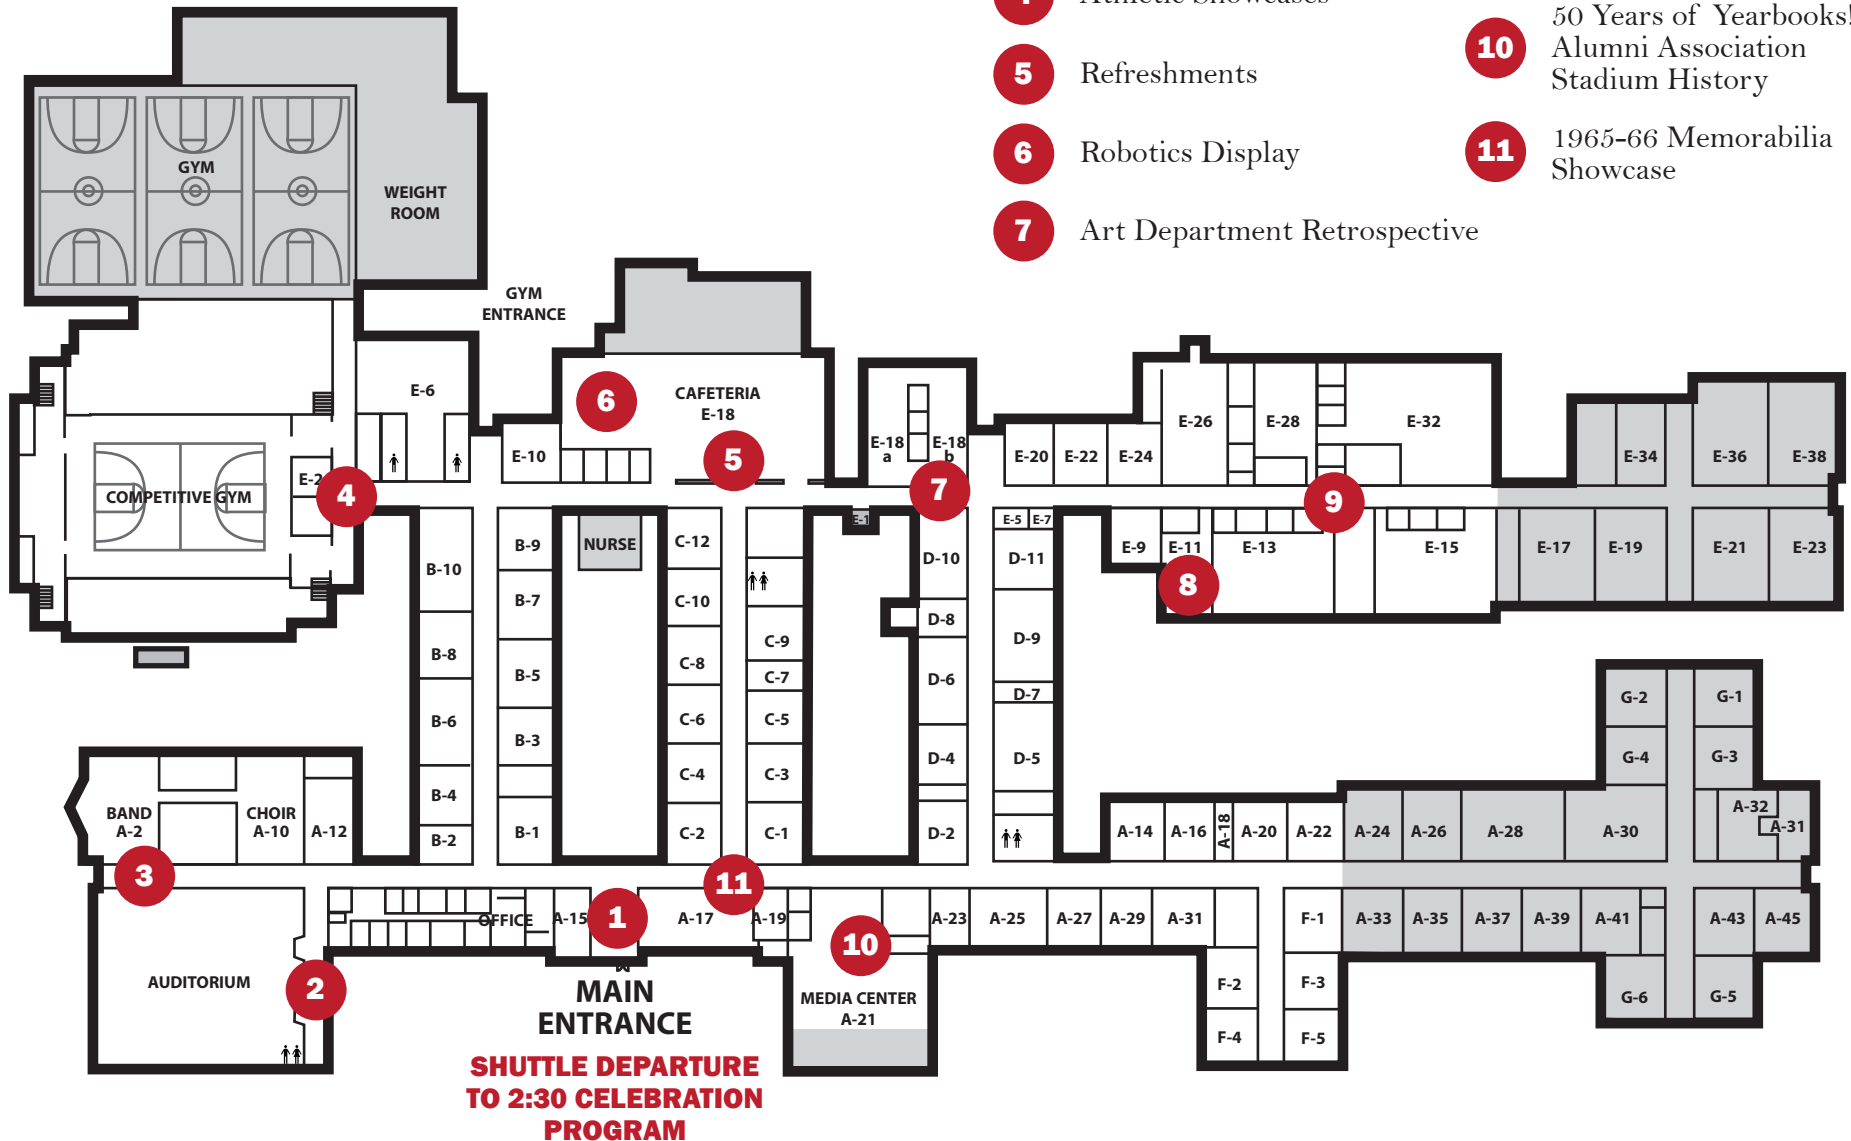 4 Athletic Showcases
5 Refreshments
6 Robotics Display
7 Art Department Retrospective
50 Years of Yearbooks!
10 Alumni Association
Stadium History
11 1965-66 Memorabilia
Showcase
GYM
WEIGHT
ROOM
GYM
ENTRANCE
E-6
6
CAFETERIA
E-18
5
E-10
E-18
a
E-18
b
7
E-20
E-22
E-24
E-26
E-28
E-32
E-34
E-36
E-38
COMPETITIVE GYM
E-2
4
9
E-1
E-5
E-7
E-9
E-11
E-13
E-15
E-17
E-19
E-21
E-23
8
NURSE
B-10
B-8
B-6
B-4
B-2
B-9
B-7
B-5
B-3
B-1
C-12
C-10
C-8
C-6
C-4
C-2
C-9
C-7
C-5
C-3
C-1
D-10
D-8
D-6
D-4
D-2
D-11
D-9
D-7
D-5
G-2
G-1
G-4
G-3
BAND
A-2
CHOIR
A-10
A-12
A-14
A-16
A-18
A-20
A-22
A-24
A-26
A-28
A-30
A-32
A-31
3
11
OFFICE
A-15
1
A-17
A-19
10
A-23
A-25
A-27
A-29
A-31
F-1
A-33
A-35
A-37
A-39
A-41
A-43
A-45
AUDITORIUM
2
MAIN
ENTRANCE
MEDIA CENTER
A-21
F-2
F-3
F-4
F-5
G-6
G-5
SHUTTLE DEPARTURE
TO 2:30 CELEBRATION
PROGRAM